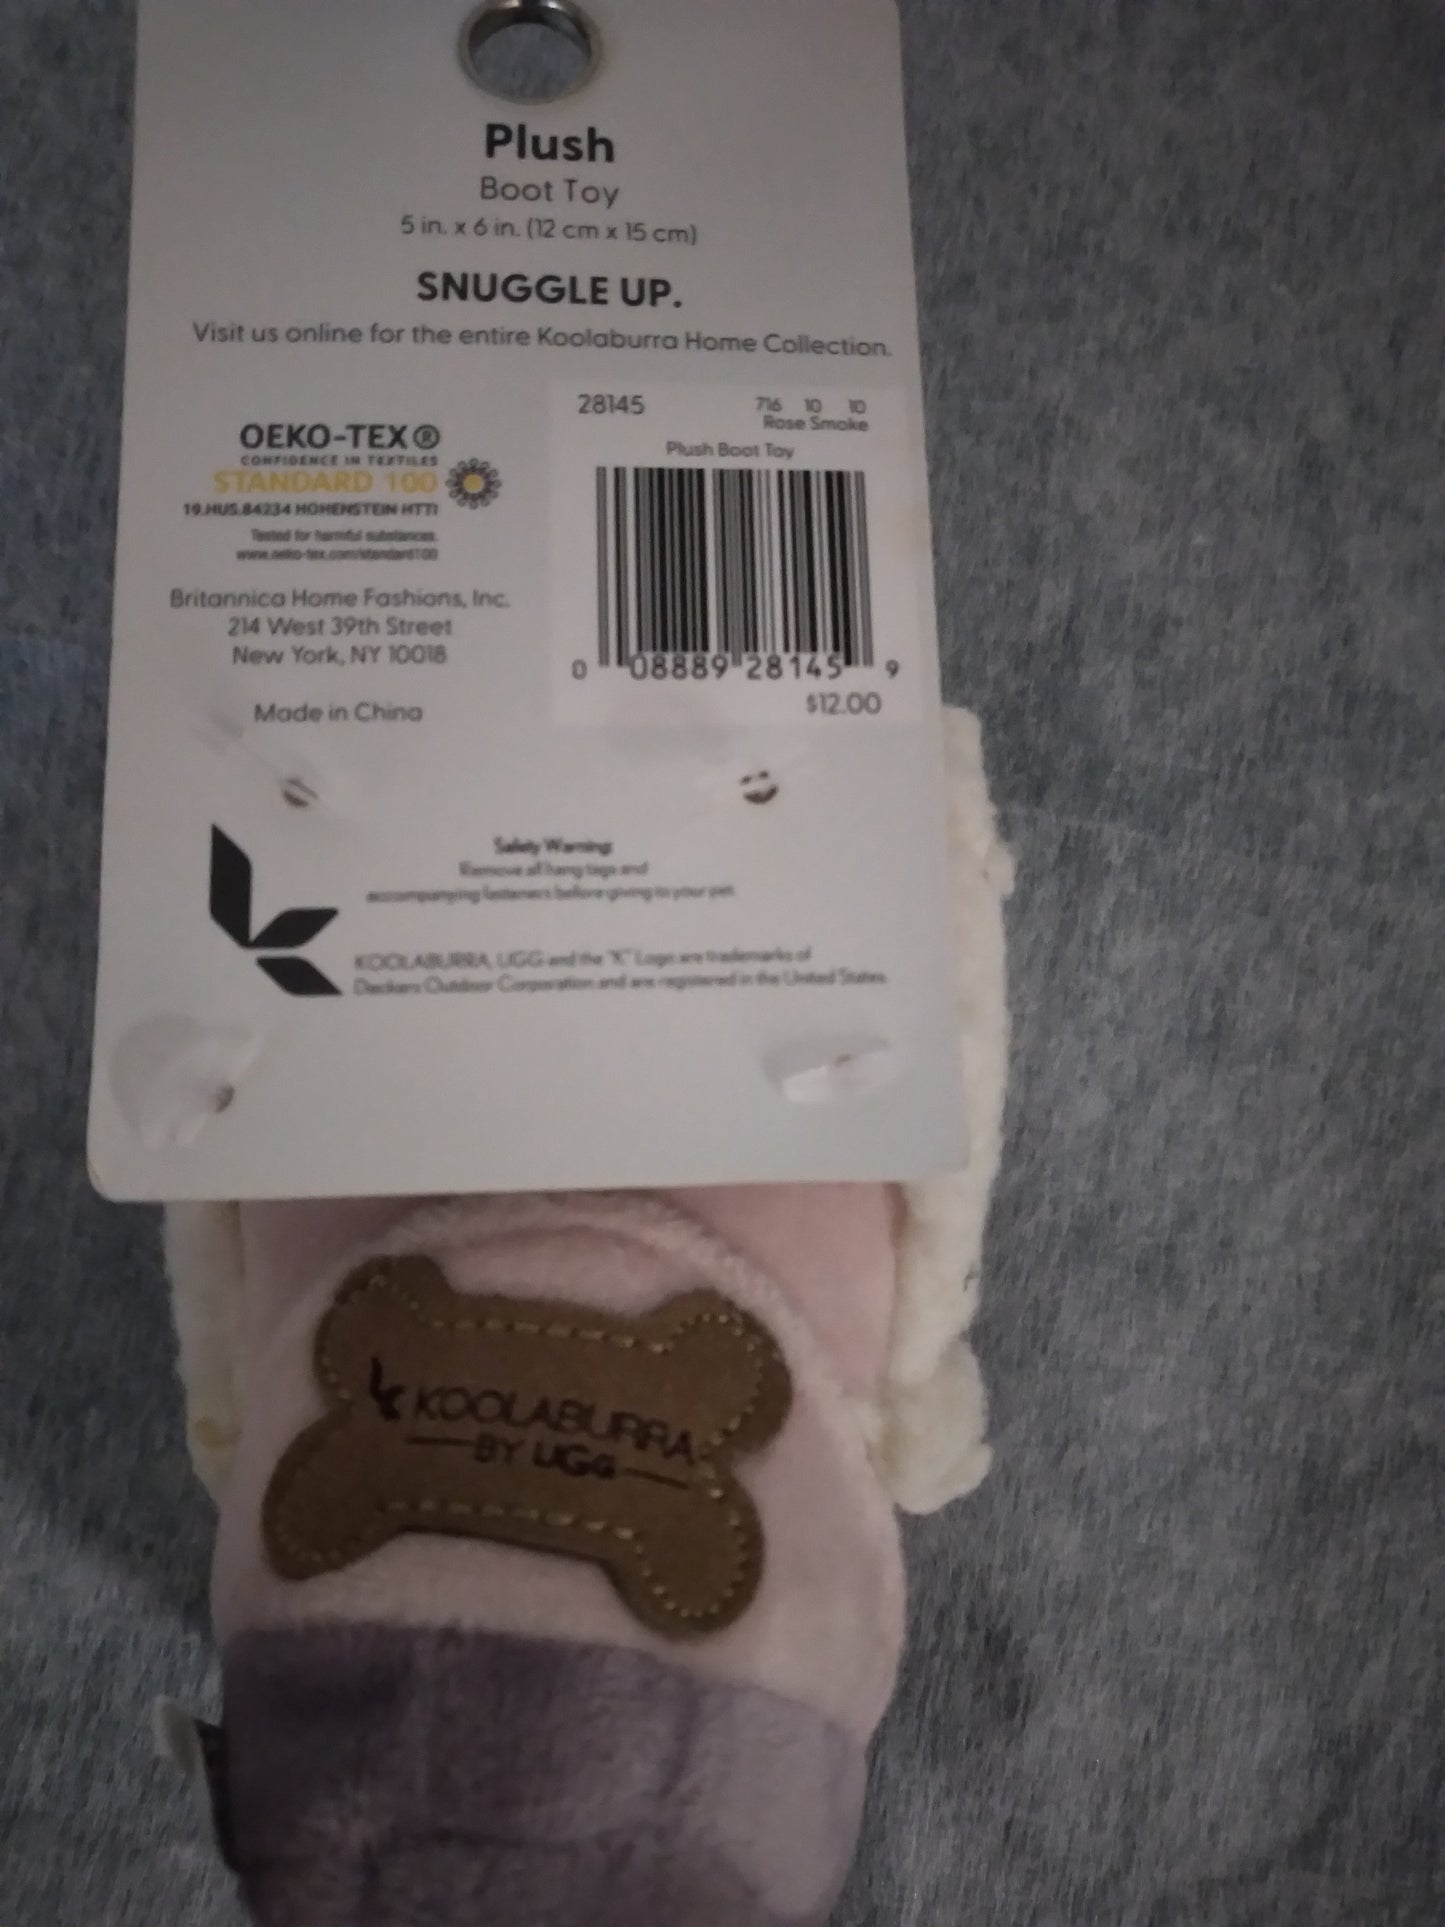 Plush
Boot Toy
5 in. x 6 in. (12 cm x 15 cm)
SNUGGLE UP.
Visit us online for the entire Koolaburra Home Collection.
OEKO-TEX®
CONFIDENCE IN TEXTILES
STANDARD 100
19.HUS.84234 HOHENSTEIN HTTI
Tested for harmful substances.
www.oeko-tex.com/standard100
Britannica Home Fashions, Inc.
214 West 39th Street
New York, NY 10018
Made in China
28145 716 10 10
Rose Smoke
Plush Boot Toy
0 08889 28145 9
$12.00
Safety Warning:
Remove all hang tags and
accompanying fasteners before giving to your pet.
KOOLABURRA, UGG and the "K" Logo are trademarks of
Deckers Outdoor Corporation and are registered in the United States.
KOOLABURRA
BY UGG